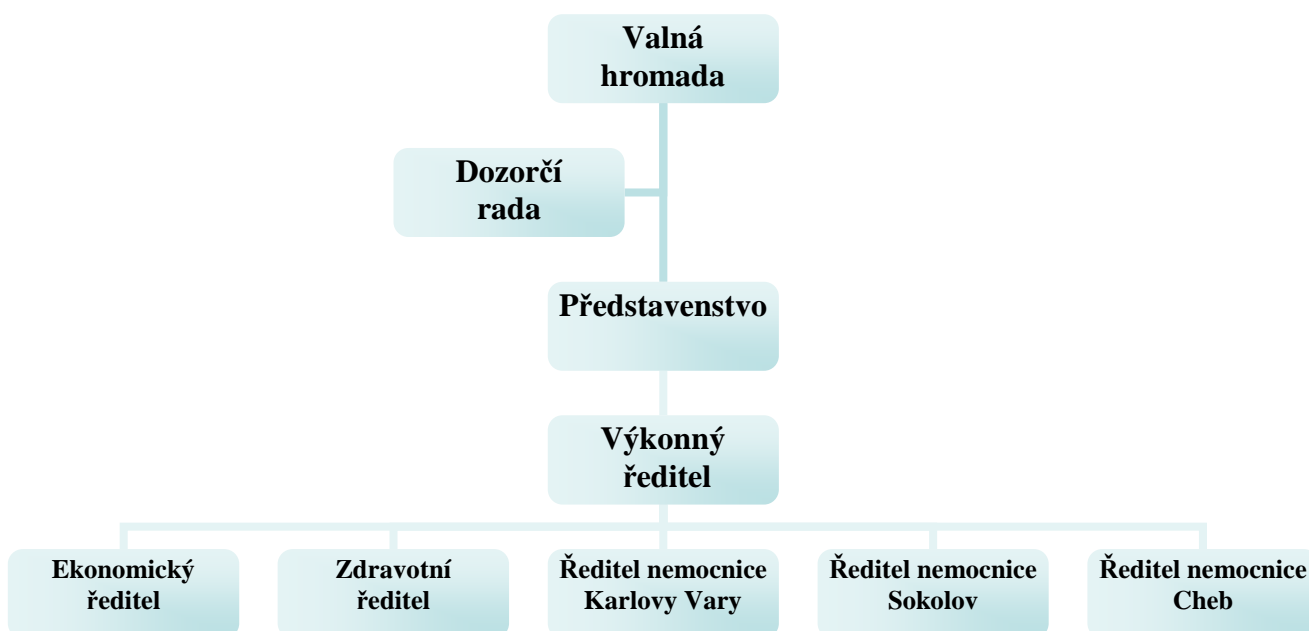 Valná
hromada
Dozorčí
rada
Představenstvo
Výkonný
ředitel
Ekonomický
ředitel
Zdravotní
ředitel
Ředitel nemocnice
Karlovy Vary
Ředitel nemocnice
Sokolov
Ředitel nemocnice
Cheb